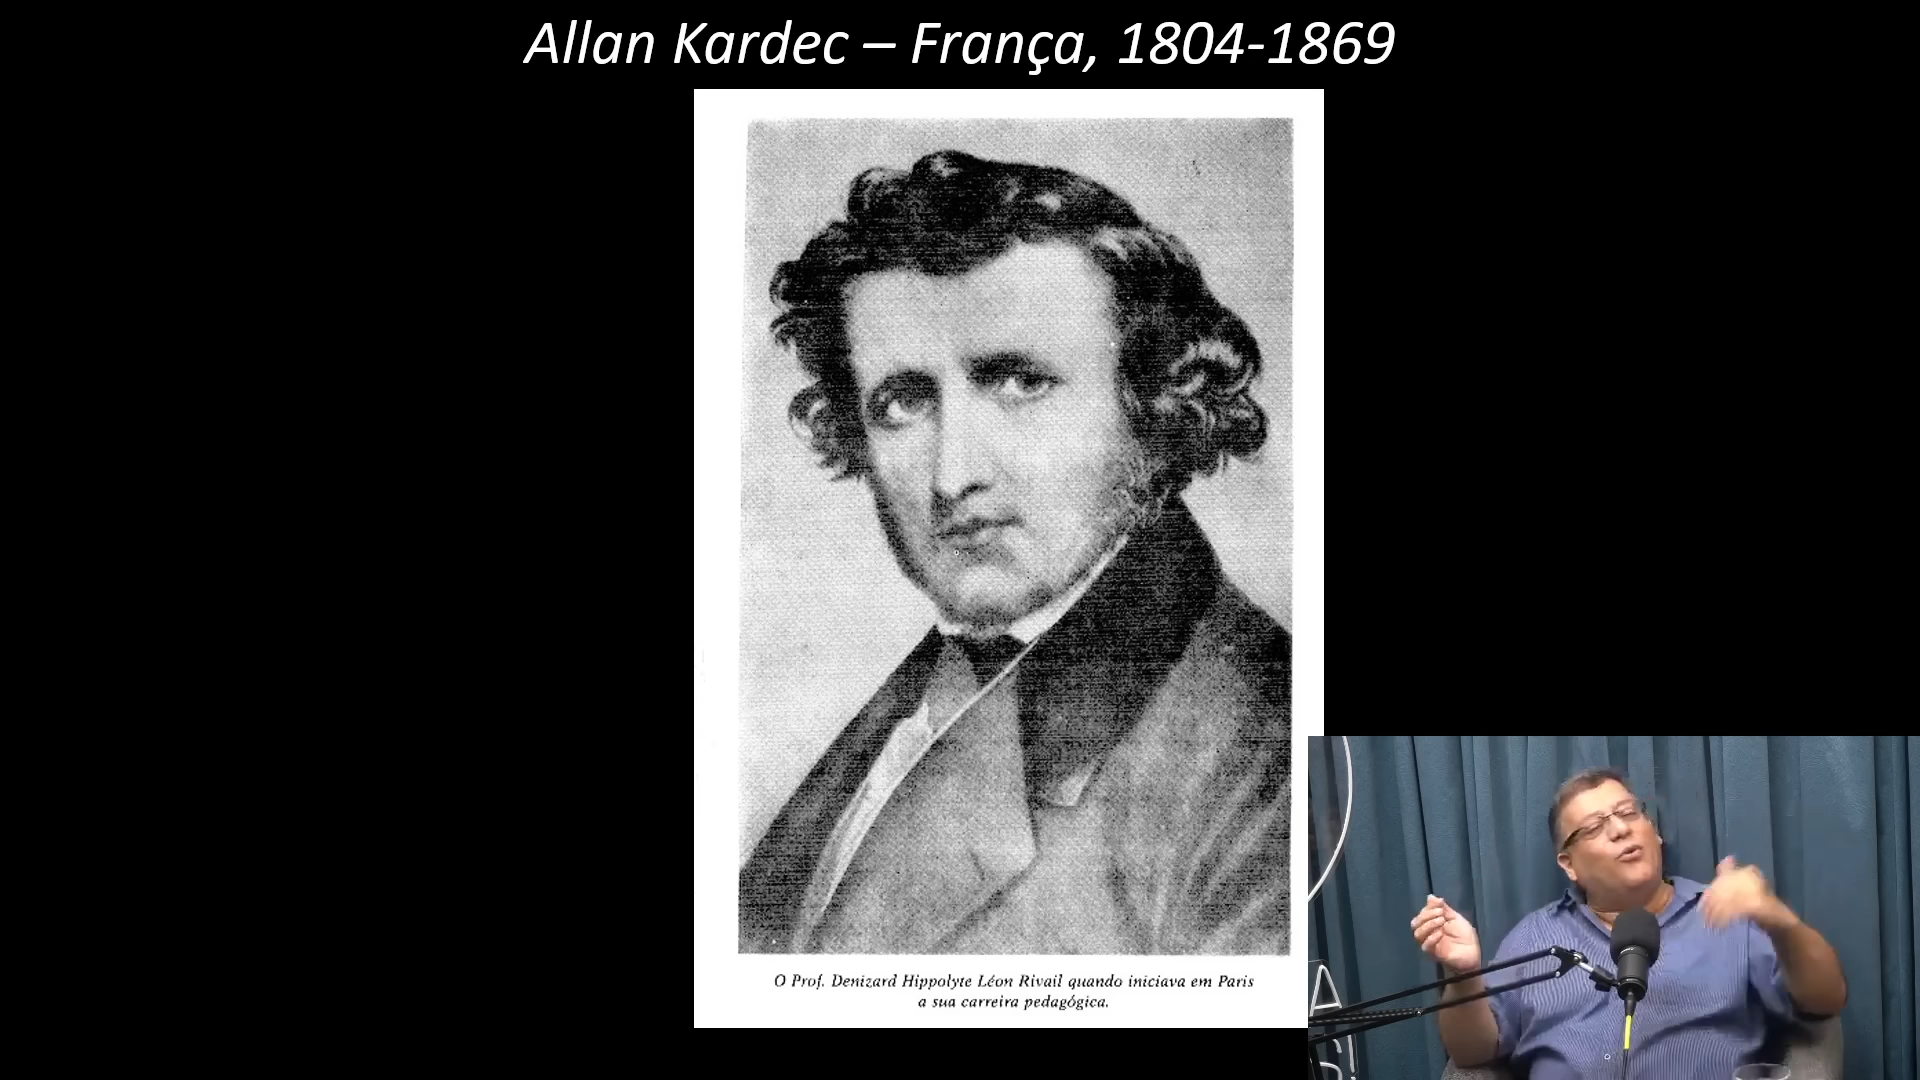 Allan Kardec – França, 1804-1869
O Prof. Denizard Hippolyte Léon Rivail quando iniciava em Paris
a sua carreira pedagógica.